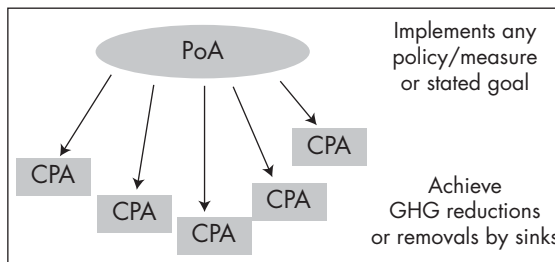 PoA
Implements any
policy/measure
or stated goal
CPA
CPA
CPA
CPA
CPA
Achieve
GHG reductions
or removals by sinks